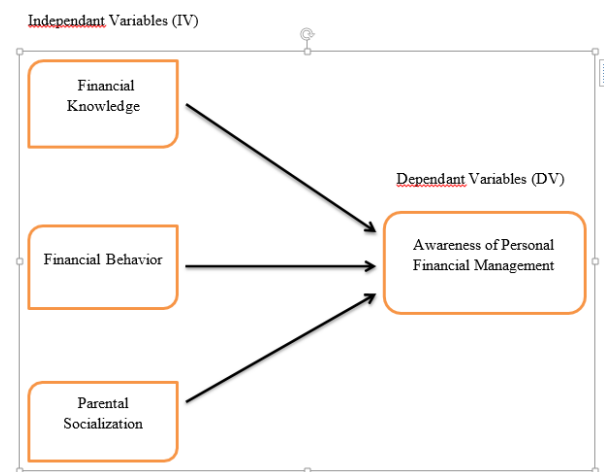 Independant Variables (IV)
Financial
Knowledge
Dependant Variables (DV)
Financial Behavior
Awareness of Personal
Financial Management
Parental
Socialization